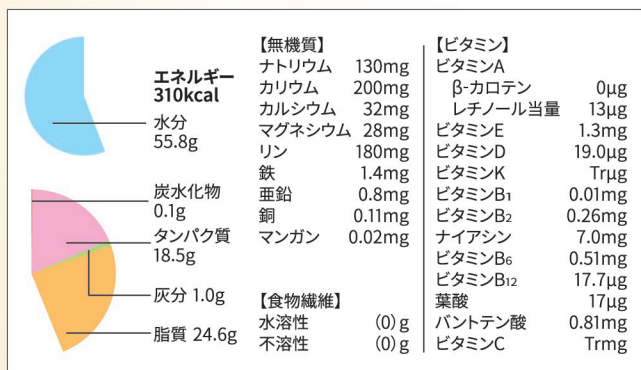 エネルギー
310kcal
水分
55.8g
炭水化物
0.1g
タンパク質
18.5g
灰分 1.0g
脂質 24.6g
【無機質】
ナトリウム 130mg
カリウム 200mg
カルシウム 32mg
マグネシウム 28mg
リン 180mg
鉄 1.4mg
亜鉛 0.8mg
銅 0.11mg
マンガン 0.02mg
【食物繊維】
水溶性 (0)g
不溶性 (0)g
【ビタミン】
ビタミンA
β-カロテン 0μg
レチノール当量 13μg
ビタミンE 1.3mg
ビタミンD 19.0μg
ビタミンK Trμg
ビタミンB1 0.01mg
ビタミンB2 0.26mg
ナイアシン 7.0mg
ビタミンB6 0.51mg
ビタミンB12 17.7μg
葉酸 17μg
パントテン酸 0.81mg
ビタミンC Trmg